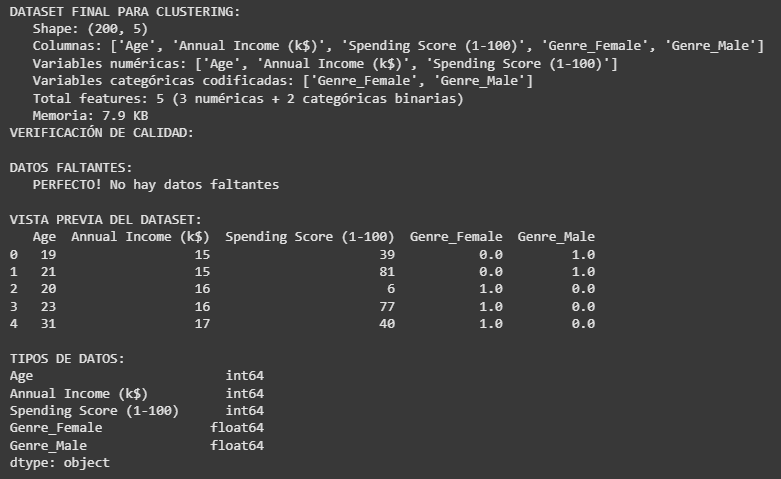 DATASET FINAL PARA CLUSTERING:
   Shape: (200, 5)
   Columnas: ['Age', 'Annual Income (k$)', 'Spending Score (1-100)', 'Genre_Female', 'Genre_Male']
   Variables numéricas: ['Age', 'Annual Income (k$)', 'Spending Score (1-100)']
   Variables categóricas codificadas: ['Genre_Female', 'Genre_Male']
   Total features: 5 (3 numéricas + 2 categóricas binarias)
   Memoria: 7.9 KB
VERIFICACIÓN DE CALIDAD:

DATOS FALTANTES:
   PERFECTO! No hay datos faltantes

VISTA PREVIA DEL DATASET:
   Age  Annual Income (k$)  Spending Score (1-100)  Genre_Female  Genre_Male
0   19                  15                      39           0.0         1.0
1   21                  15                      81           0.0         1.0
2   20                  16                       6           1.0         0.0
3   23                  16                      77           1.0         0.0
4   31                  17                      40           1.0         0.0

TIPOS DE DATOS:
Age                         int64
Annual Income (k$)          int64
Spending Score (1-100)      int64
Genre_Female              float64
Genre_Male                float64
dtype: object